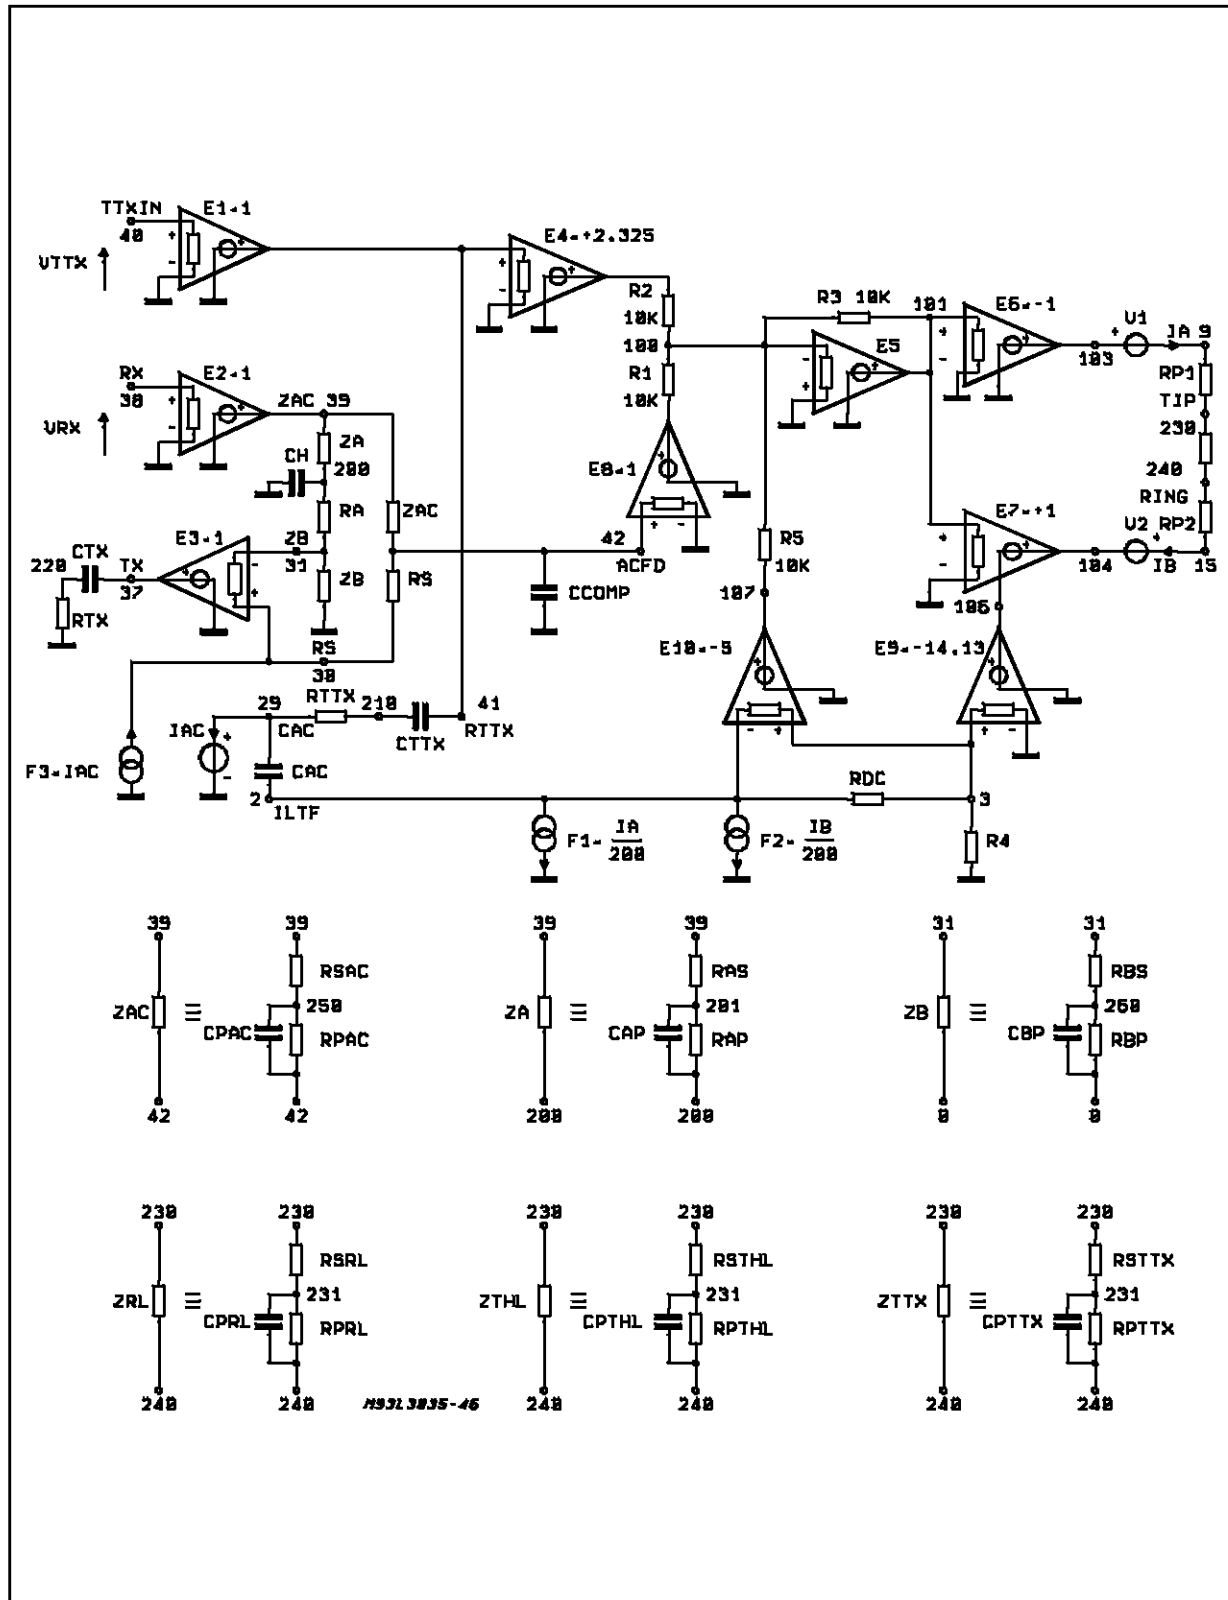 TTXIN
E1=1
40
VTTX
E4=+2.325
R2
10K
R3 10K
101
E6=-1
V1
IA 9
103
RP1
TIP
230
240
RING
RP2
100
R1
10K
E5
RX
38
VRX
E2=1
ZAC 39
ZA
200
CH
RA
ZAC
E8=1
E7=+1
V2
IB 15
104
106
CTX
220
TX
37
RTX
E3=1
ZB
31
ZB
RS
42
ACFD
CCOMP
R5
10K
107
E10=-5
E9=-14.13
RS
30
RTTX
29
210
41
CAC
CTTX
RTTX
IAC
F3=IAC
CAC
2
ILTF
RDC
3
F1= IA/200
F2= IB/200
R4
39
39
39
39
31
31
RSAC
RAS
RBS
ZAC
≡
250
CPAC
RPAC
ZA
≡
201
CAP
RAP
ZB
≡
260
CBP
RBP
42
42
200
200
0
0
230
230
230
230
230
230
RSRL
RSTHL
RSTTX
ZRL
≡
231
CPRL
RPRL
ZTHL
≡
231
CPTHL
RPTHL
ZTTX
≡
231
CPTTX
RPTTX
240
240
M93L3035-46
240
240
240
240